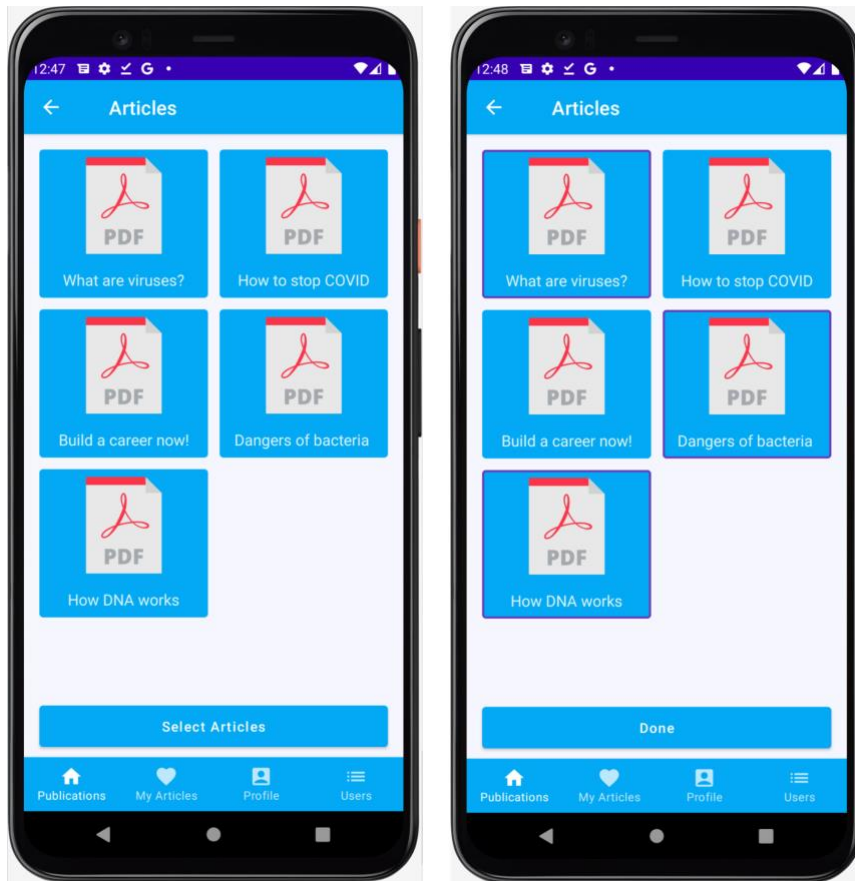 12:47 G
Articles
PDF PDF
What are viruses? How to stop COVID
PDF PDF
Build a career now! Dangers of bacteria
PDF
How DNA works
Select Articles
Publications My Articles Profile Users
12:48 G
Articles
PDF PDF
What are viruses? How to stop COVID
PDF PDF
Build a career now! Dangers of bacteria
PDF
How DNA works
Done
Publications My Articles Profile Users